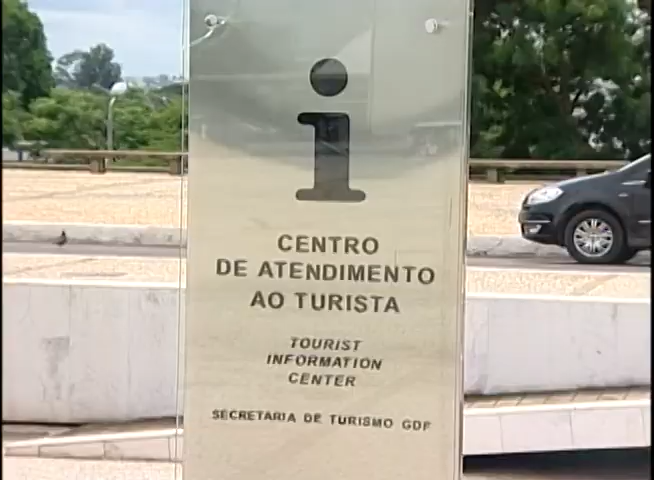 i
CENTRO
DE ATENDIMENTO
AO TURISTA
TOURIST
INFORMATION
CENTER
SECRETARIA DE TURISMO GDF